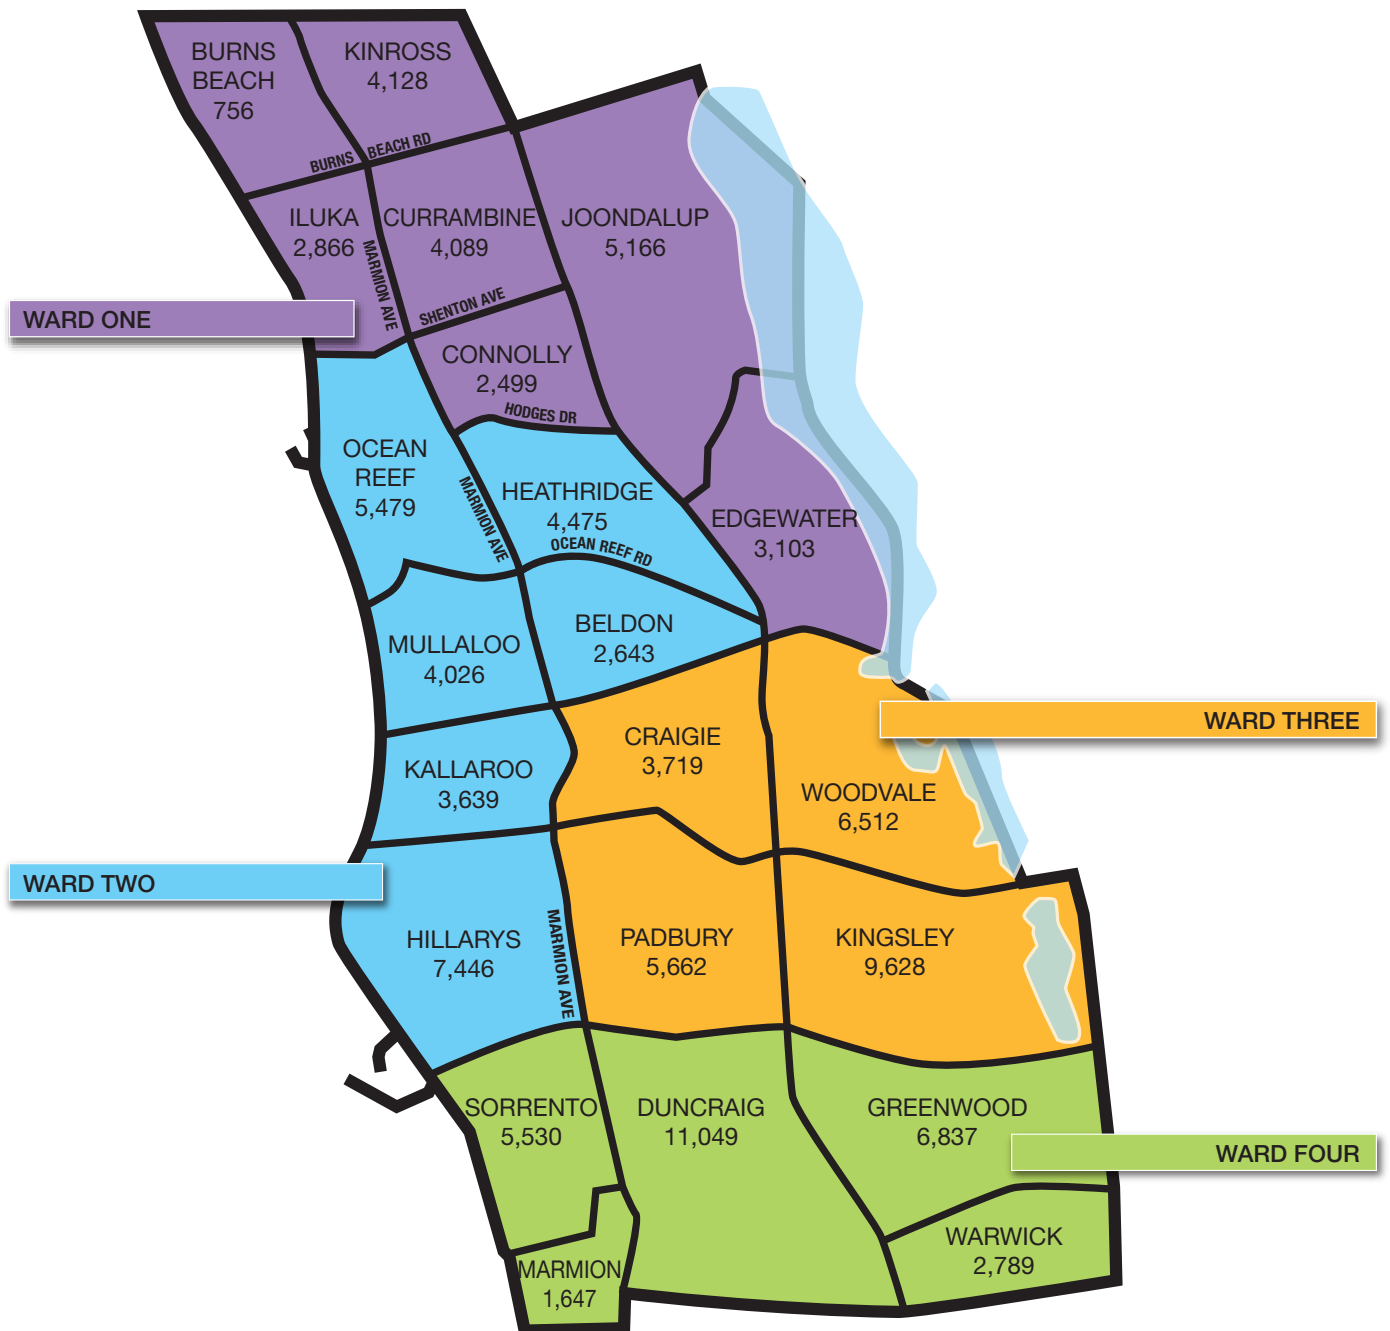 BURNS
BEACH
756
KINROSS
4,128
BURNS BEACH RD
ILUKA
2,866
MARMION AVE
CURRAMBINE
4,089
JOONDALUP
5,166
SHENTON AVE
WARD ONE
CONNOLLY
2,499
HODGES DR
OCEAN
REEF
5,479
MARMION AVE
HEATHRIDGE
4,475
OCEAN REEF RD
EDGEWATER
3,103
MULLALOO
4,026
BELDON
2,643
WARD THREE
CRAIGIE
3,719
KALLAROO
3,639
WOODVALE
6,512
WARD TWO
HILLARYS
7,446
MARMION AVE
PADBURY
5,662
KINGSLEY
9,628
SORRENTO
5,530
DUNCRAIG
11,049
GREENWOOD
6,837
WARD FOUR
WARWICK
2,789
MARMION
1,647